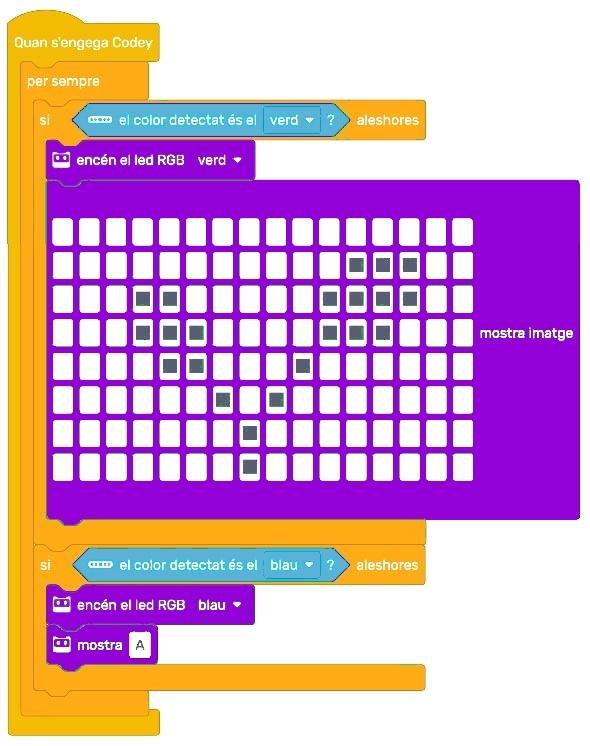 Quan s'engega Codey
per sempre
si el color detectat és el verd ? aleshores
encén el led RGB verd
mostra imatge
si el color detectat és el blau ? aleshores
encén el led RGB blau
mostra A